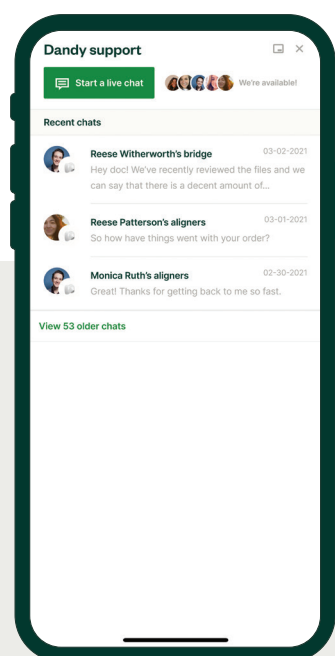 Dandy support
Start a live chat
We're available!
Recent chats
Reese Witherworth's bridge
03-02-2021
Hey doc! We've recently reviewed the files and we
can say that there is a decent amount of...
Reese Patterson's aligners
03-01-2021
So how have things went with your order?
Monica Ruth's aligners
02-30-2021
Great! Thanks for getting back to me so fast.
View 53 older chats